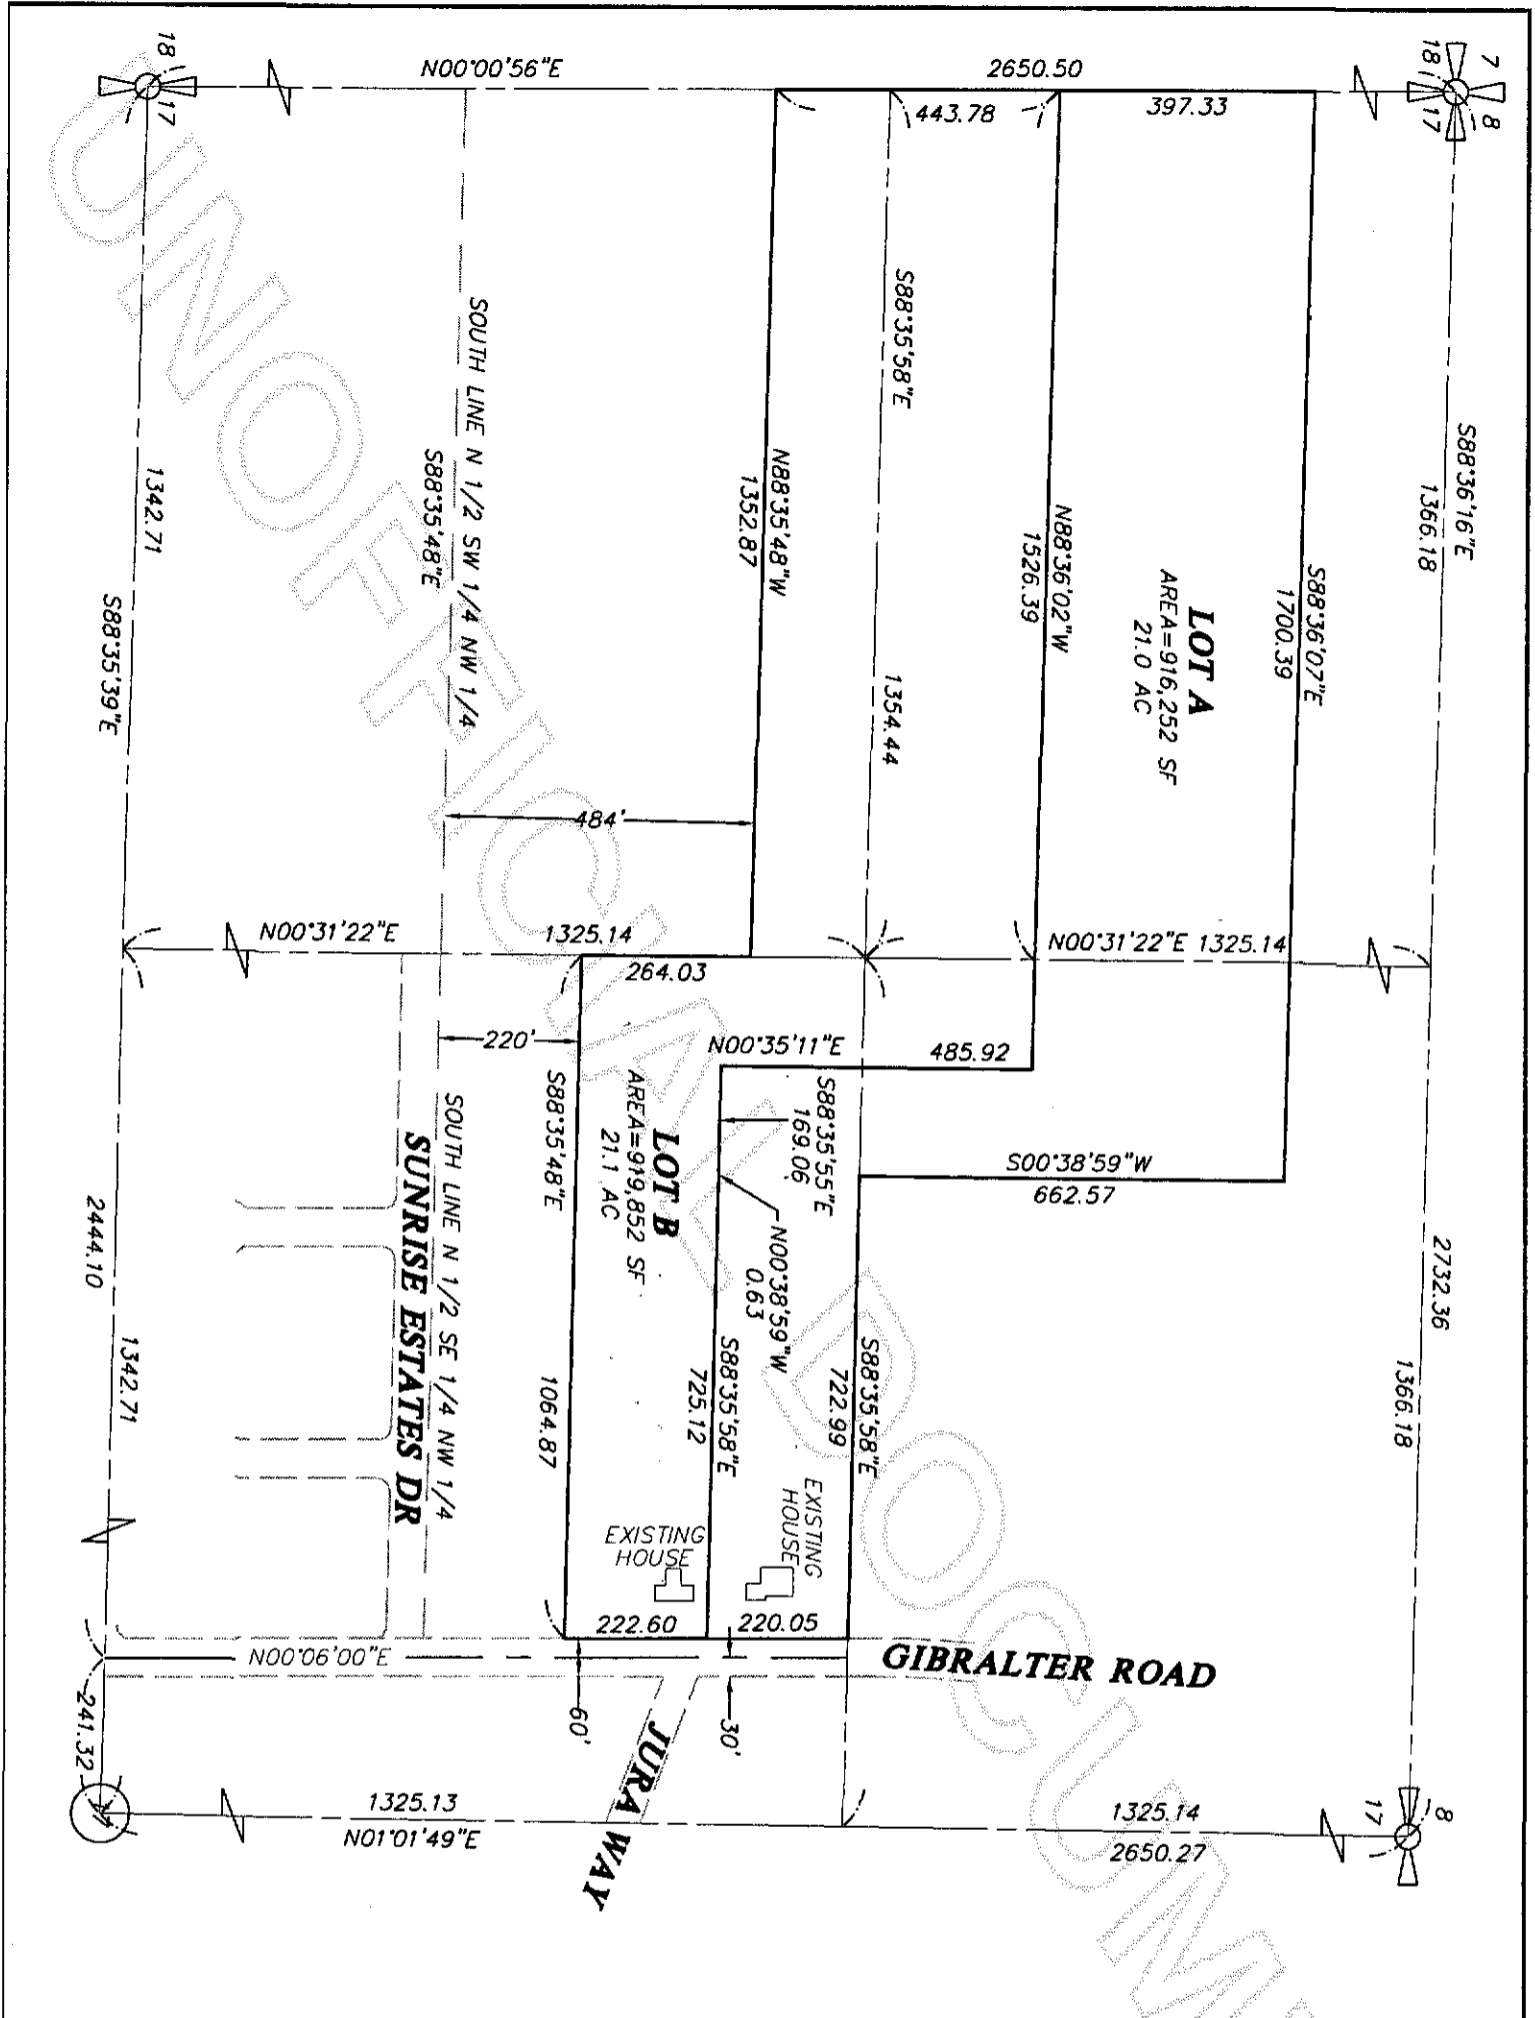 7
18
8
17
S88°36'16"E
1366.18
2732.36
1366.18
8
17
N00°00'56"E
2650.50
397.33
443.78
S88°36'07"E
1700.39
LOT A
AREA=916,252 SF
21.0 AC
N88°36'02"W
1526.39
S88°35'58"E
1354.44
N88°35'48"W
1352.87
SOUTH LINE N 1/2 SW 1/4 NW 1/4
S88°35'48"E
484'
N00°31'22"E 1325.14
N00°31'22"E
1325.14
264.03
220'
N00°35'11"E
485.92
S00°38'59"W
662.57
S88°35'55"E
169.06
N00°38'59"W
0.63
S88°35'58"E
722.99
S88°35'58"E
725.12
LOT B
AREA=919,852 SF
21.1 AC
S88°35'48"E
1064.87
EXISTING
HOUSE
EXISTING
HOUSE
222.60
220.05
SOUTH LINE N 1/2 SE 1/4 NW 1/4
SUNRISE ESTATES DR
N00°06'00"E
GIBRALTER ROAD
60'
30'
JURA WAY
18
17
1342.71
S88°35'39"E
2444.10
1342.71
241.32
1325.13
N01°01'49"E
1325.14
2650.27
UNOFFICIAL DOCUM